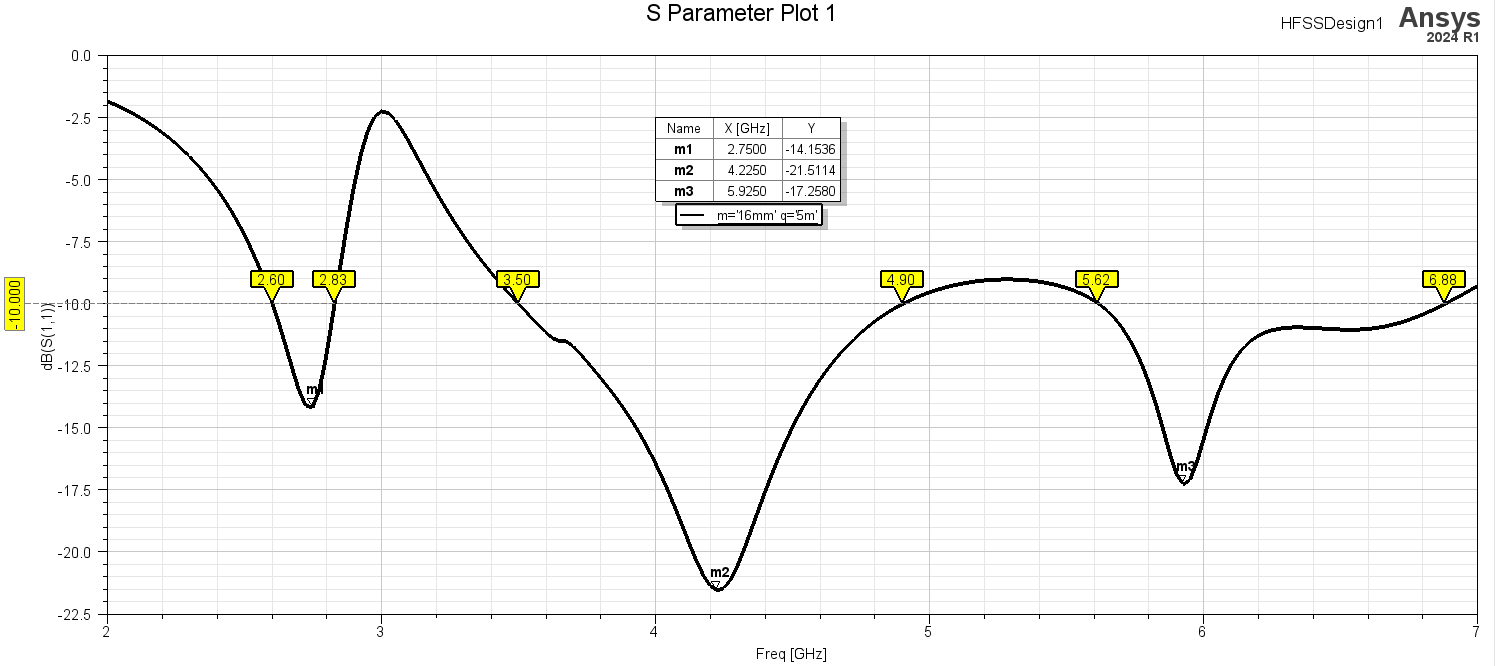 S Parameter Plot 1
HFSSDesign1
Ansys
2024 R1
0.0
-2.5
-5.0
-7.5
-10.0
-12.5
-15.0
-17.5
-20.0
-22.5
-10.000
dB(S(1,1))
Name X [GHz] Y
m1 2.7500 -14.1536
m2 4.2250 -21.5114
m3 5.9250 -17.2580
m='16mm' q='5m'
2.60 2.83 3.50 4.90 5.62 6.88
m1
m3
m2
2 3 4 5 6 7
Freq [GHz]